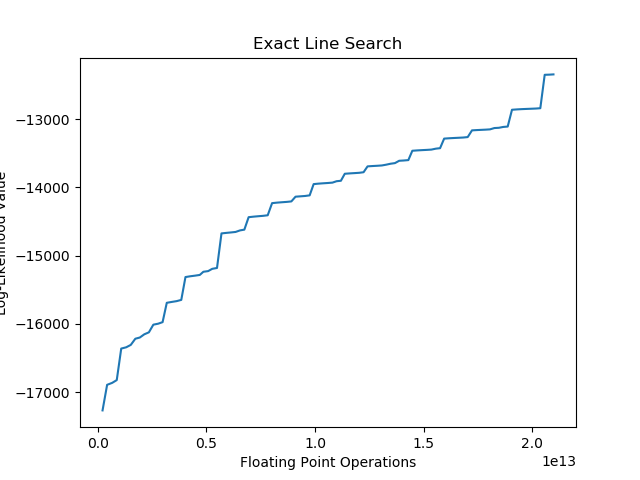 Exact Line Search
−13000
−14000
−15000
−16000
−17000
Log-Likelihood Value
0.0 0.5 1.0 1.5 2.0
1e13
Floating Point Operations